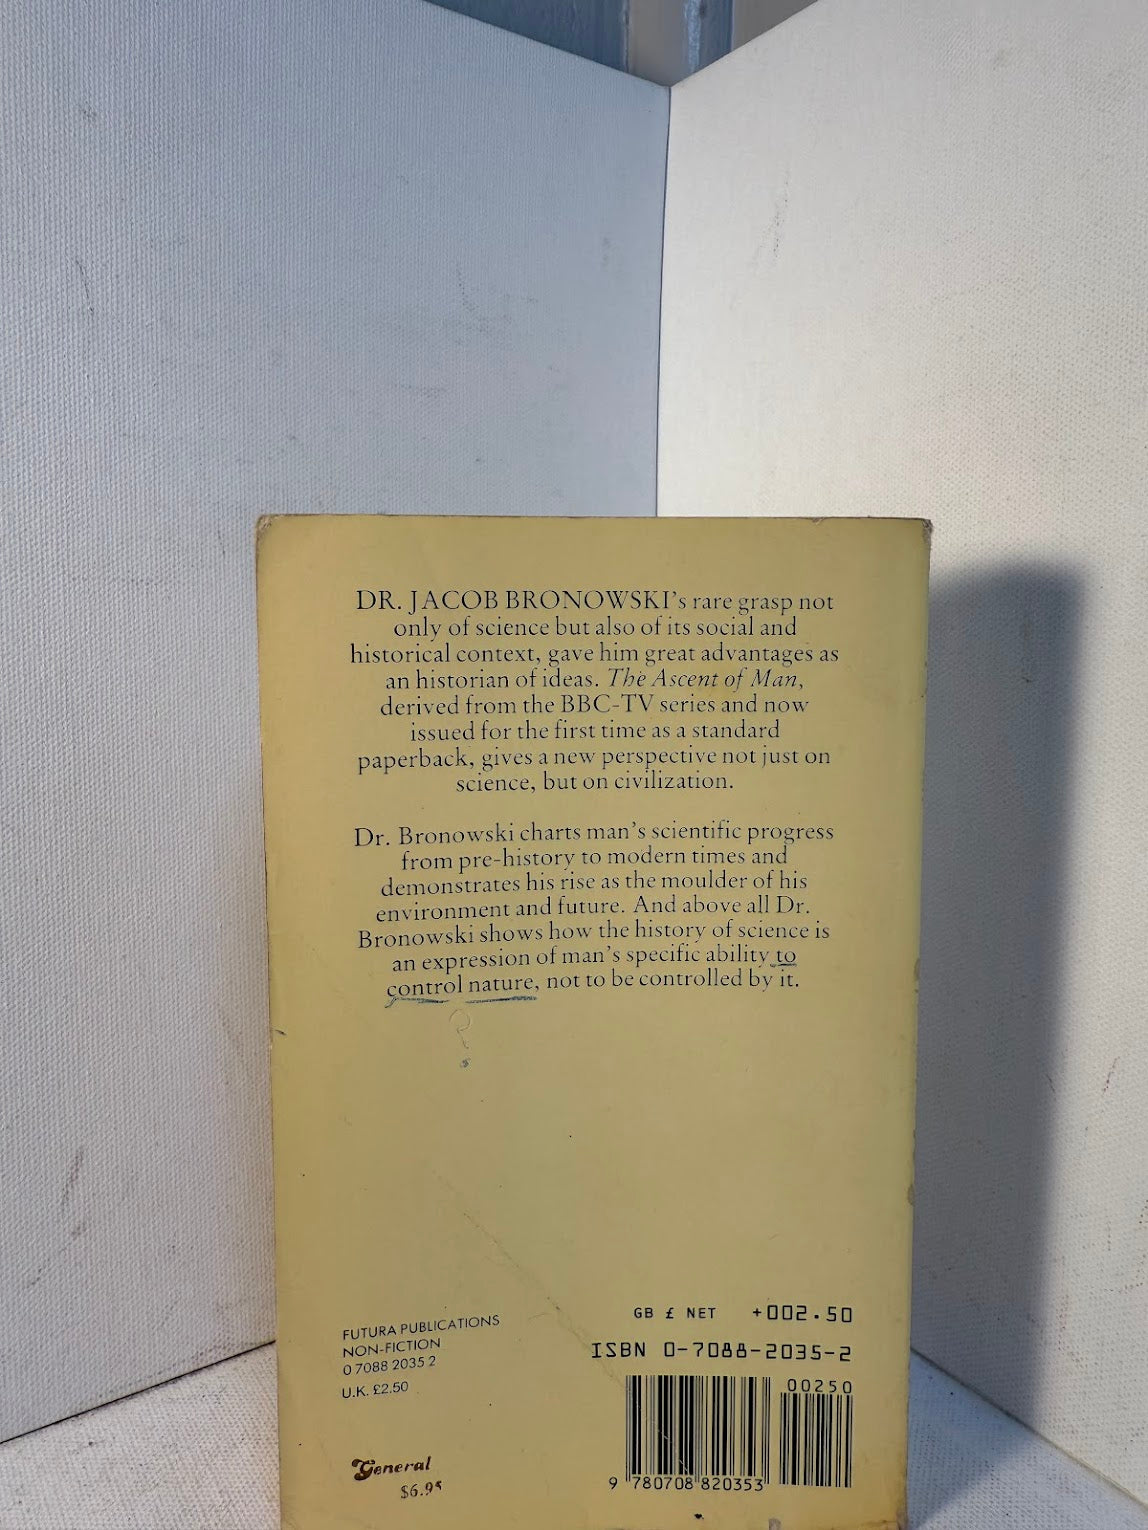 DR. JACOB BRONOWSKI's rare grasp not
only of science but also of its social and
historical context, gave him great advantages as
an historian of ideas. The Ascent of Man,
derived from the BBC-TV series and now
issued for the first time as a standard
paperback, gives a new perspective not just on
science, but on civilization.
Dr. Bronowski charts man's scientific progress
from pre-history to modern times and
demonstrates his rise as the moulder of his
environment and future. And above all Dr.
Bronowski shows how the history of science is
an expression of man's specific ability to
control nature, not to be controlled by it.
?
FUTURA PUBLICATIONS
NON-FICTION
0 7088 2035 2
U.K. £2.50
General
$6.95
GB £ NET +002.50
ISBN 0-7088-2035-2
00250
9 780708 820353